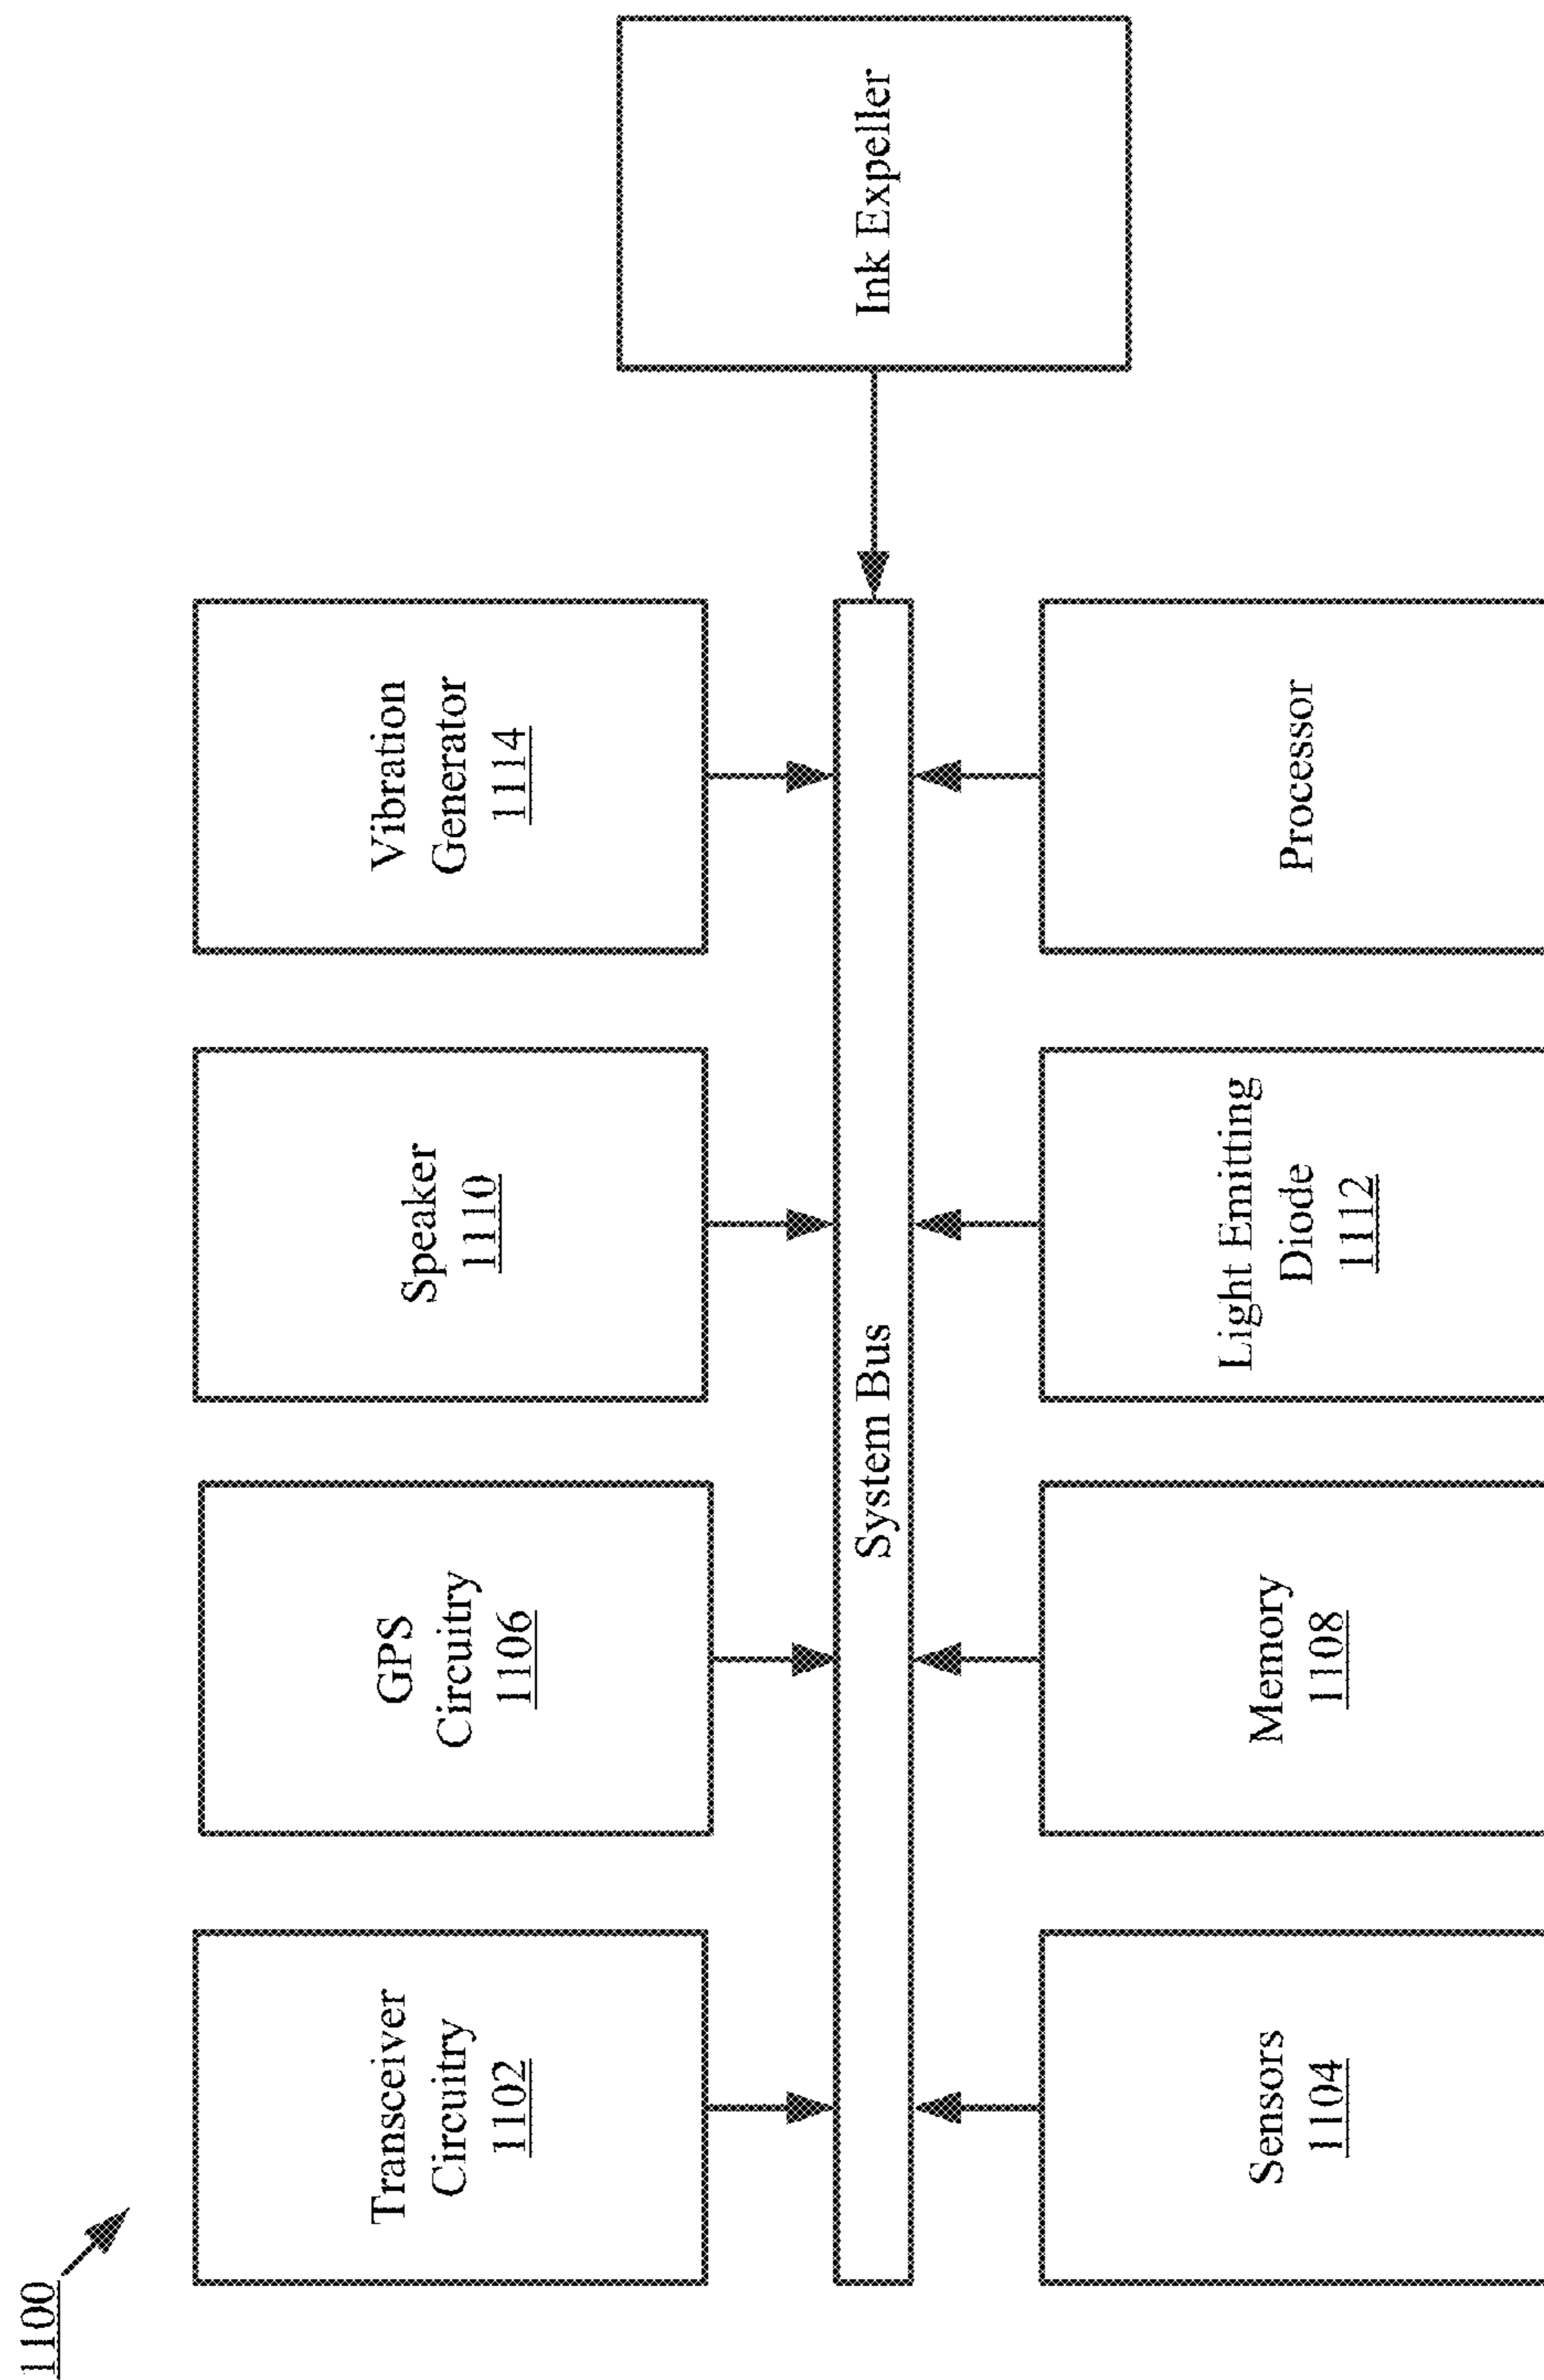 1100
Transceiver
Circuitry
1102
GPS
Circuitry
1106
Speaker
1110
Vibration
Generator
1114
System Bus
Ink Expeller
Sensors
1104
Memory
1108
Light Emitting
Diode
1112
Processor